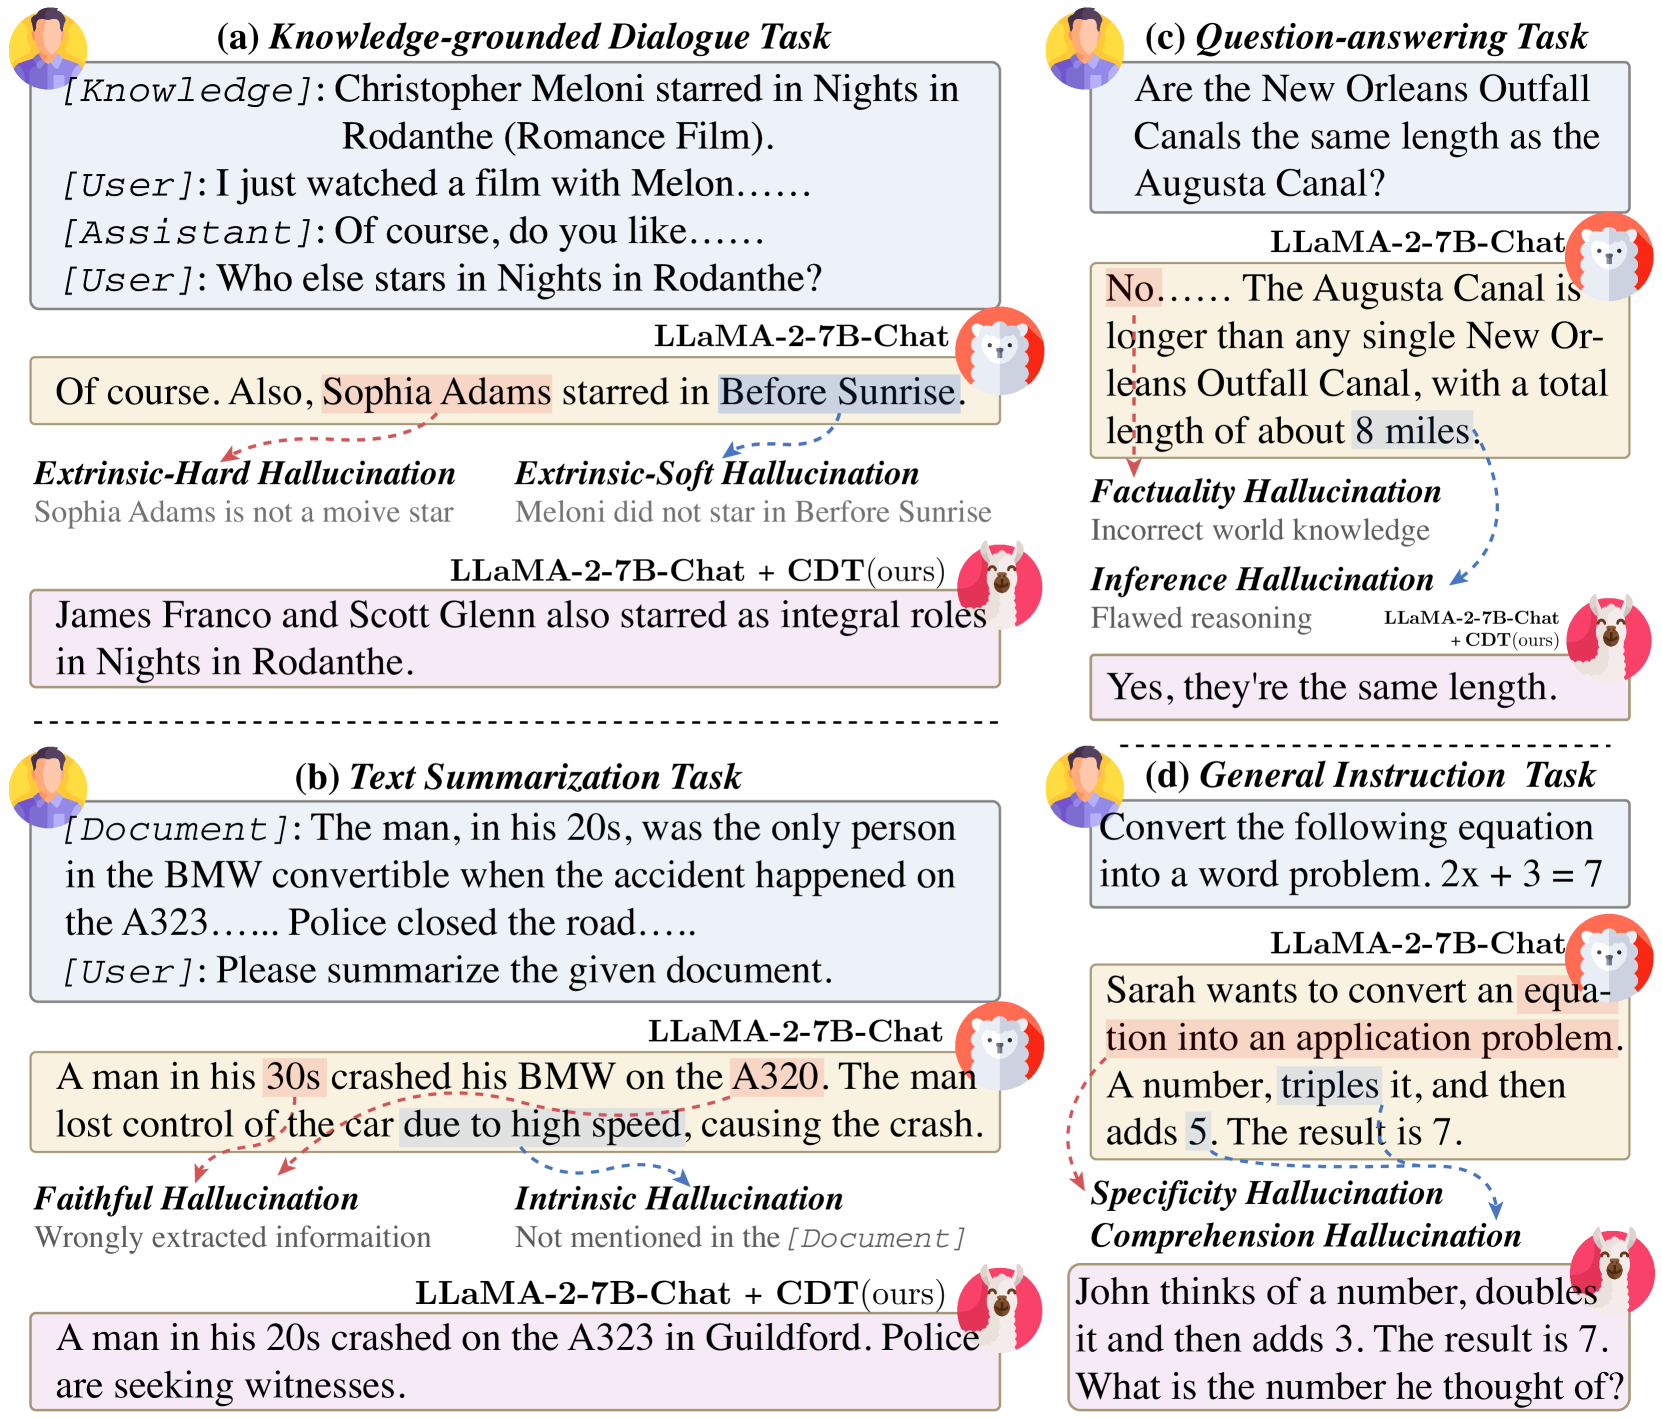 (a) Knowledge-grounded Dialogue Task
[Knowledge]: Christopher Meloni starred in Nights in
Rodanthe (Romance Film).
[User]: I just watched a film with Melon......
[Assistant]: Of course, do you like......
[User]: Who else stars in Nights in Rodanthe?
LLaMA-2-7B-Chat
Of course. Also, Sophia Adams starred in Before Sunrise.
Extrinsic-Hard Hallucination
Sophia Adams is not a moive star
Extrinsic-Soft Hallucination
Meloni did not star in Berfore Sunrise
LLaMA-2-7B-Chat + CDT(ours)
James Franco and Scott Glenn also starred as integral roles
in Nights in Rodanthe.
(b) Text Summarization Task
[Document]: The man, in his 20s, was the only person
in the BMW convertible when the accident happened on
the A323...... Police closed the road.....
[User]: Please summarize the given document.
LLaMA-2-7B-Chat
A man in his 30s crashed his BMW on the A320. The man
lost control of the car due to high speed, causing the crash.
Faithful Hallucination
Wrongly extracted informaition
Intrinsic Hallucination
Not mentioned in the [Document]
LLaMA-2-7B-Chat + CDT(ours)
A man in his 20s crashed on the A323 in Guildford. Police
are seeking witnesses.
(c) Question-answering Task
Are the New Orleans Outfall
Canals the same length as the
Augusta Canal?
LLaMA-2-7B-Chat
No...... The Augusta Canal is
longer than any single New Or-
leans Outfall Canal, with a total
length of about 8 miles.
Factuality Hallucination
Incorrect world knowledge
Inference Hallucination
Flawed reasoning
LLaMA-2-7B-Chat
+ CDT(ours)
Yes, they're the same length.
(d) General Instruction Task
Convert the following equation
into a word problem. 2x + 3 = 7
LLaMA-2-7B-Chat
Sarah wants to convert an equa-
tion into an application problem.
A number, triples it, and then
adds 5. The result is 7.
Specificity Hallucination
Comprehension Hallucination
John thinks of a number, doubles
it and then adds 3. The result is 7.
What is the number he thought of?